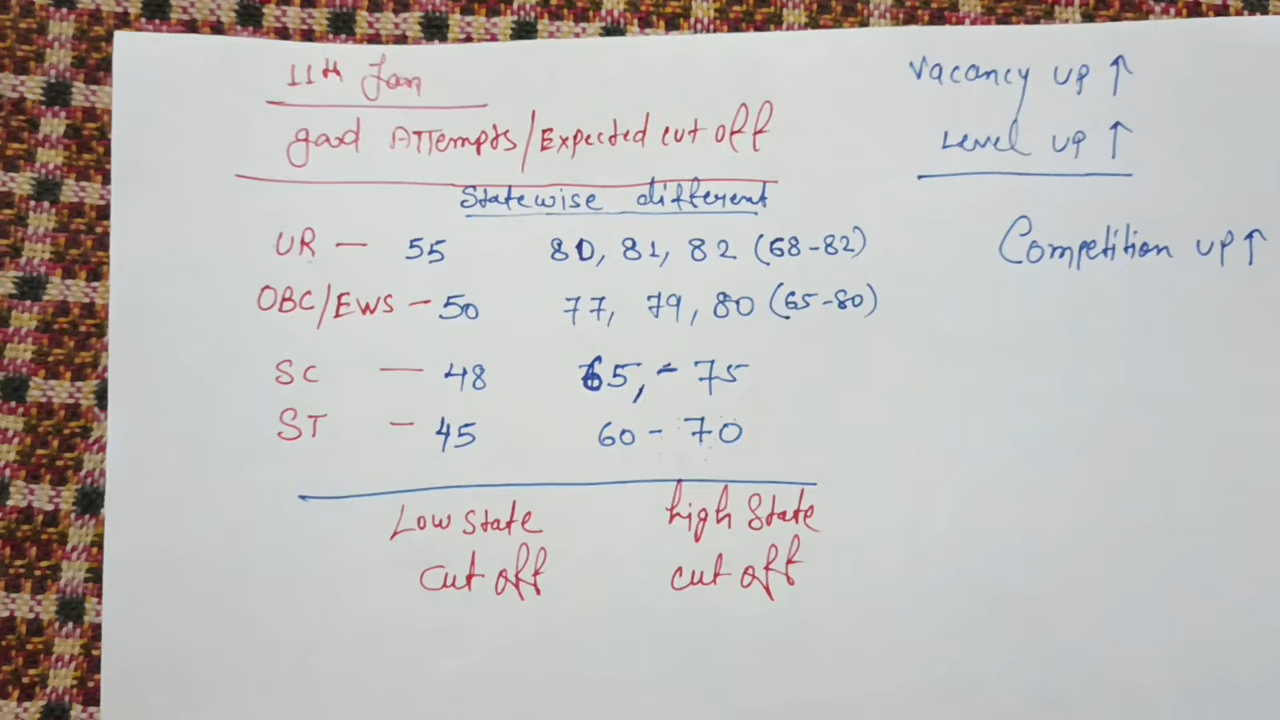 11th Jan
good Attempts/Expected cut off
Statewise different
UR - 55 80, 81, 82 (68-82)
OBC/EWS - 50 77, 79, 80 (65-80)
SC - 48 65, - 75
ST - 45 60 - 70
Low state cut off
high State cut off
Vacancy up ↑
Level up ↑
Competition up ↑